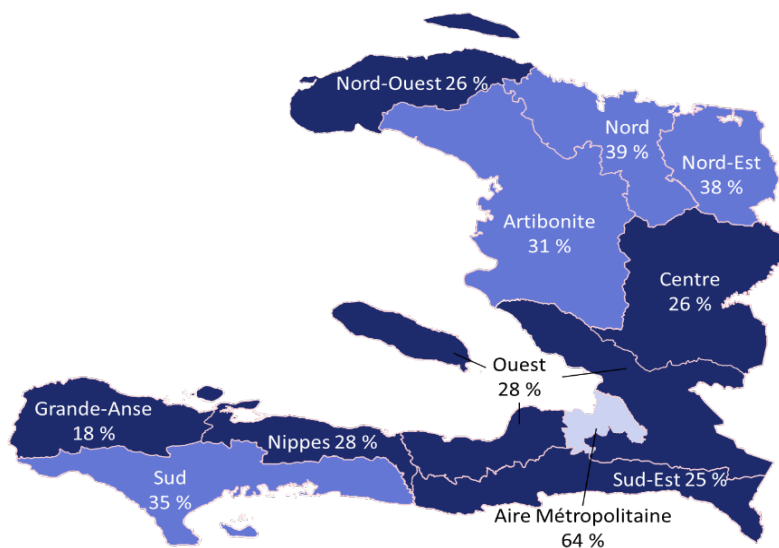 Nord-Ouest 26 %
Nord
39 %
Nord-Est
38 %
Artibonite
31 %
Centre
26 %
Ouest
28 %
Grande-Anse
18 %
Nippes 28 %
Sud
35 %
Sud-Est 25 %
Aire Métropolitaine
64 %